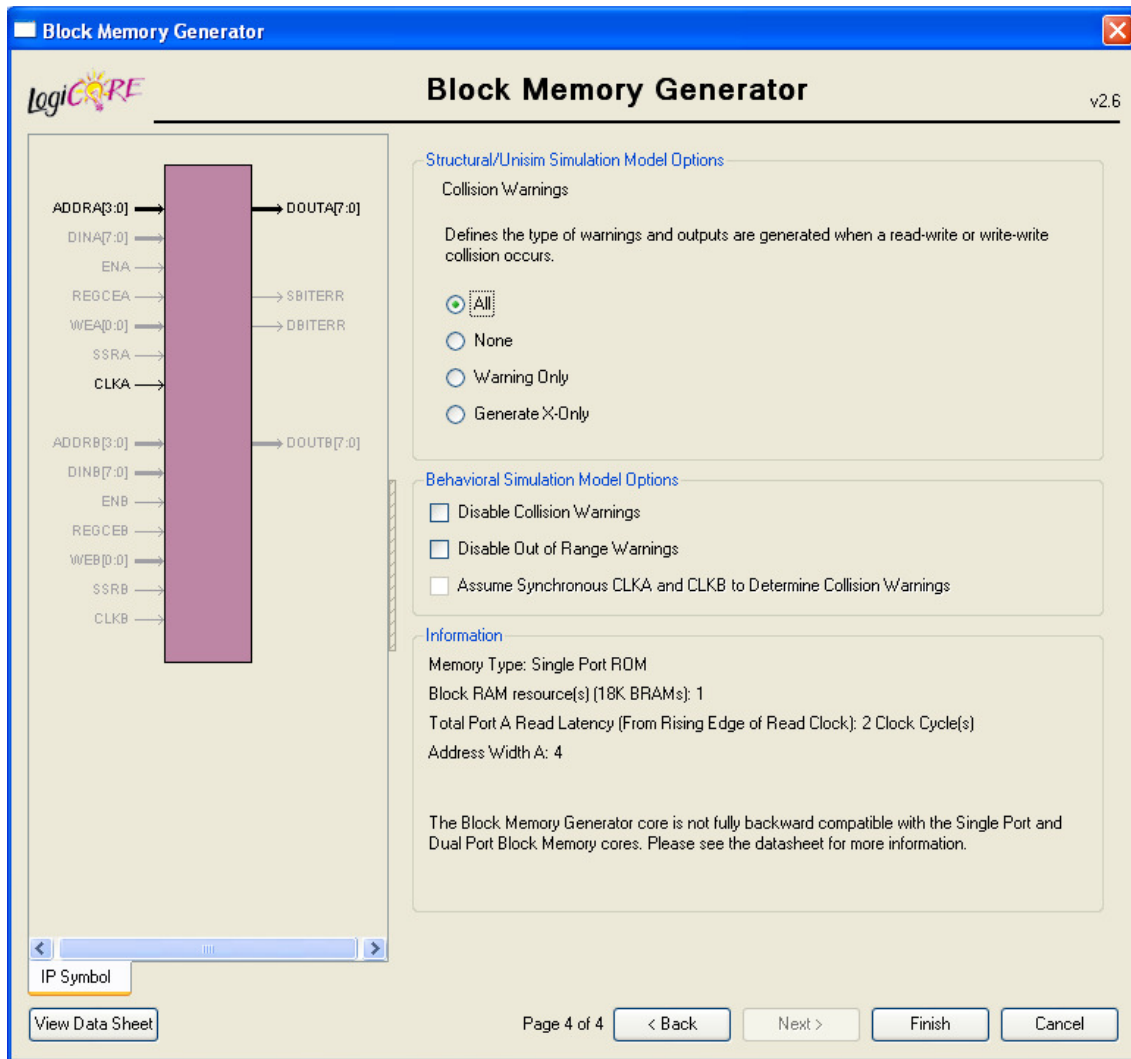 Block Memory Generator
LogiCORE
Block Memory Generator
v2.6
ADDRA[3:0]
DOUTA[7:0]
DINA[7:0]
ENA
REGCEA
SBITERR
WEA[0:0]
DBITERR
SSRA
CLKA
ADDRB[3:0]
DOUTB[7:0]
DINB[7:0]
ENB
REGCEB
WEB[0:0]
SSRB
CLKB
IP Symbol
Structural/Unisim Simulation Model Options
Collision Warnings
Defines the type of warnings and outputs are generated when a read-write or write-write
collision occurs.
All
None
Warning Only
Generate X-Only
Behavioral Simulation Model Options
Disable Collision Warnings
Disable Out of Range Warnings
Assume Synchronous CLKA and CLKB to Determine Collision Warnings
Information
Memory Type: Single Port ROM
Block RAM resource(s) (18K BRAMs): 1
Total Port A Read Latency (From Rising Edge of Read Clock): 2 Clock Cycle(s)
Address Width A: 4
The Block Memory Generator core is not fully backward compatible with the Single Port and
Dual Port Block Memory cores. Please see the datasheet for more information.
View Data Sheet
Page 4 of 4
< Back
Next >
Finish
Cancel